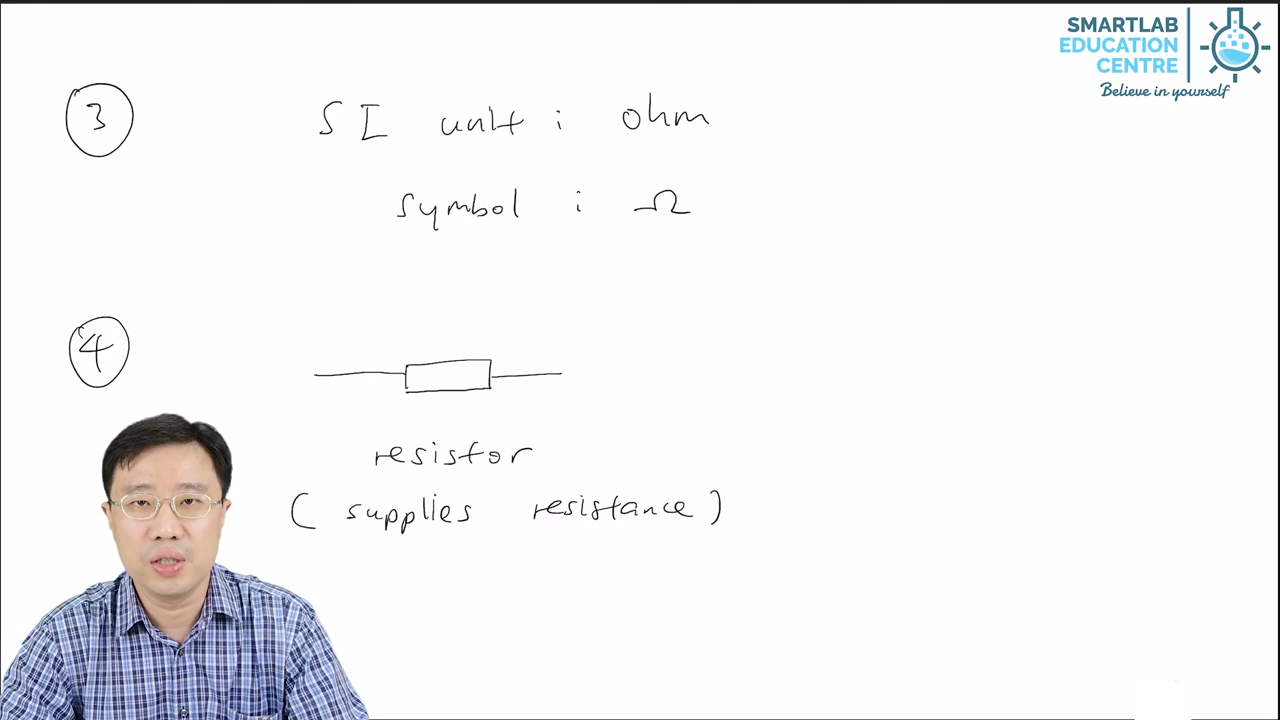 SMARTLAB
EDUCATION
CENTRE
Believe in yourself
3
SI unit : ohm
symbol : Ω
4
resistor
( supplies resistance )